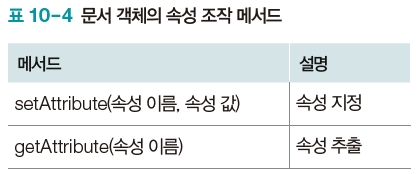 표 10-4 문서 객체의 속성 조작 메서드
메서드 설명
setAttribute(속성 이름, 속성 값) 속성 지정
getAttribute(속성 이름) 속성 추출